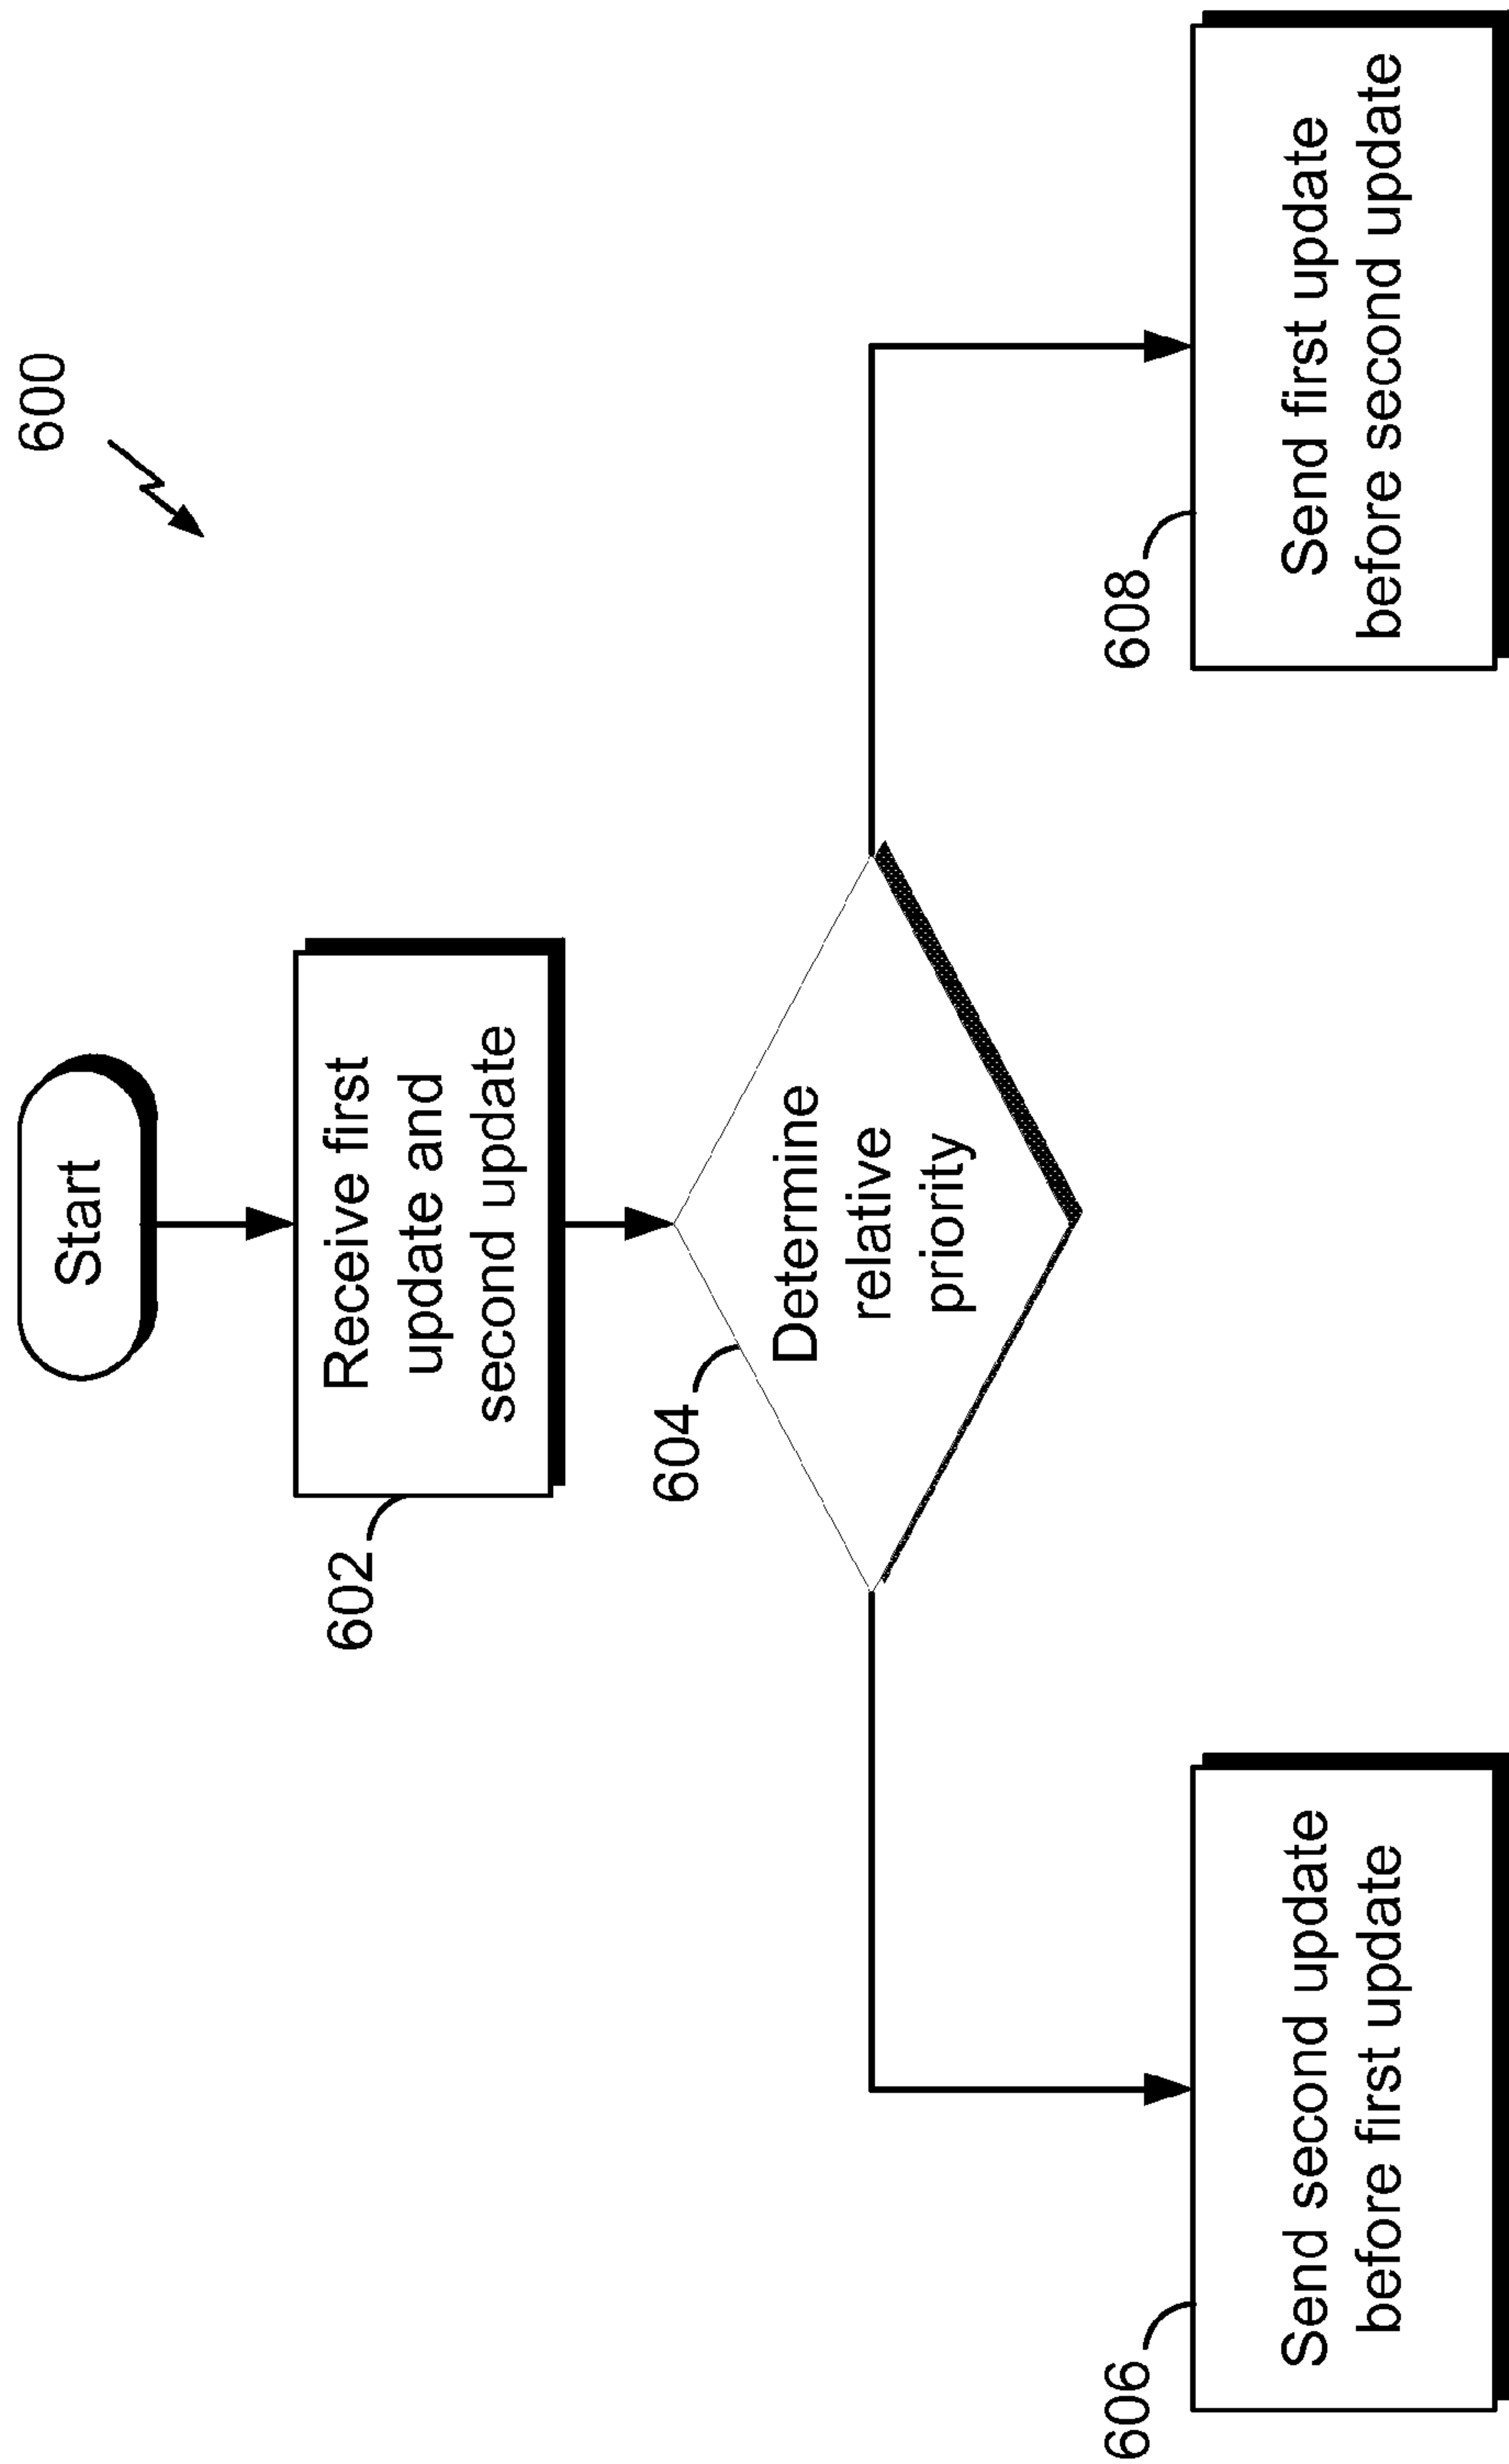 600
Start
602
Receive first
update and
second update
604
Determine
relative
priority
606
Send second update
before first update
608
Send first update
before second update